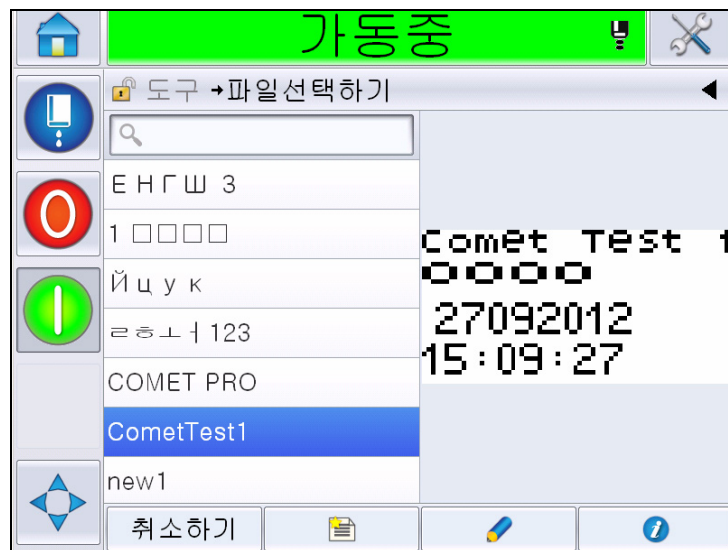 가동중
도구 →파일선택하기
Е Н Г Ш 3
1 □□□□
Й ц у к
ㄹㅎㅗㅓ123
COMET PRO
CometTest1
new1
Comet Test
OOOO
27092012
15:09:27
취소하기